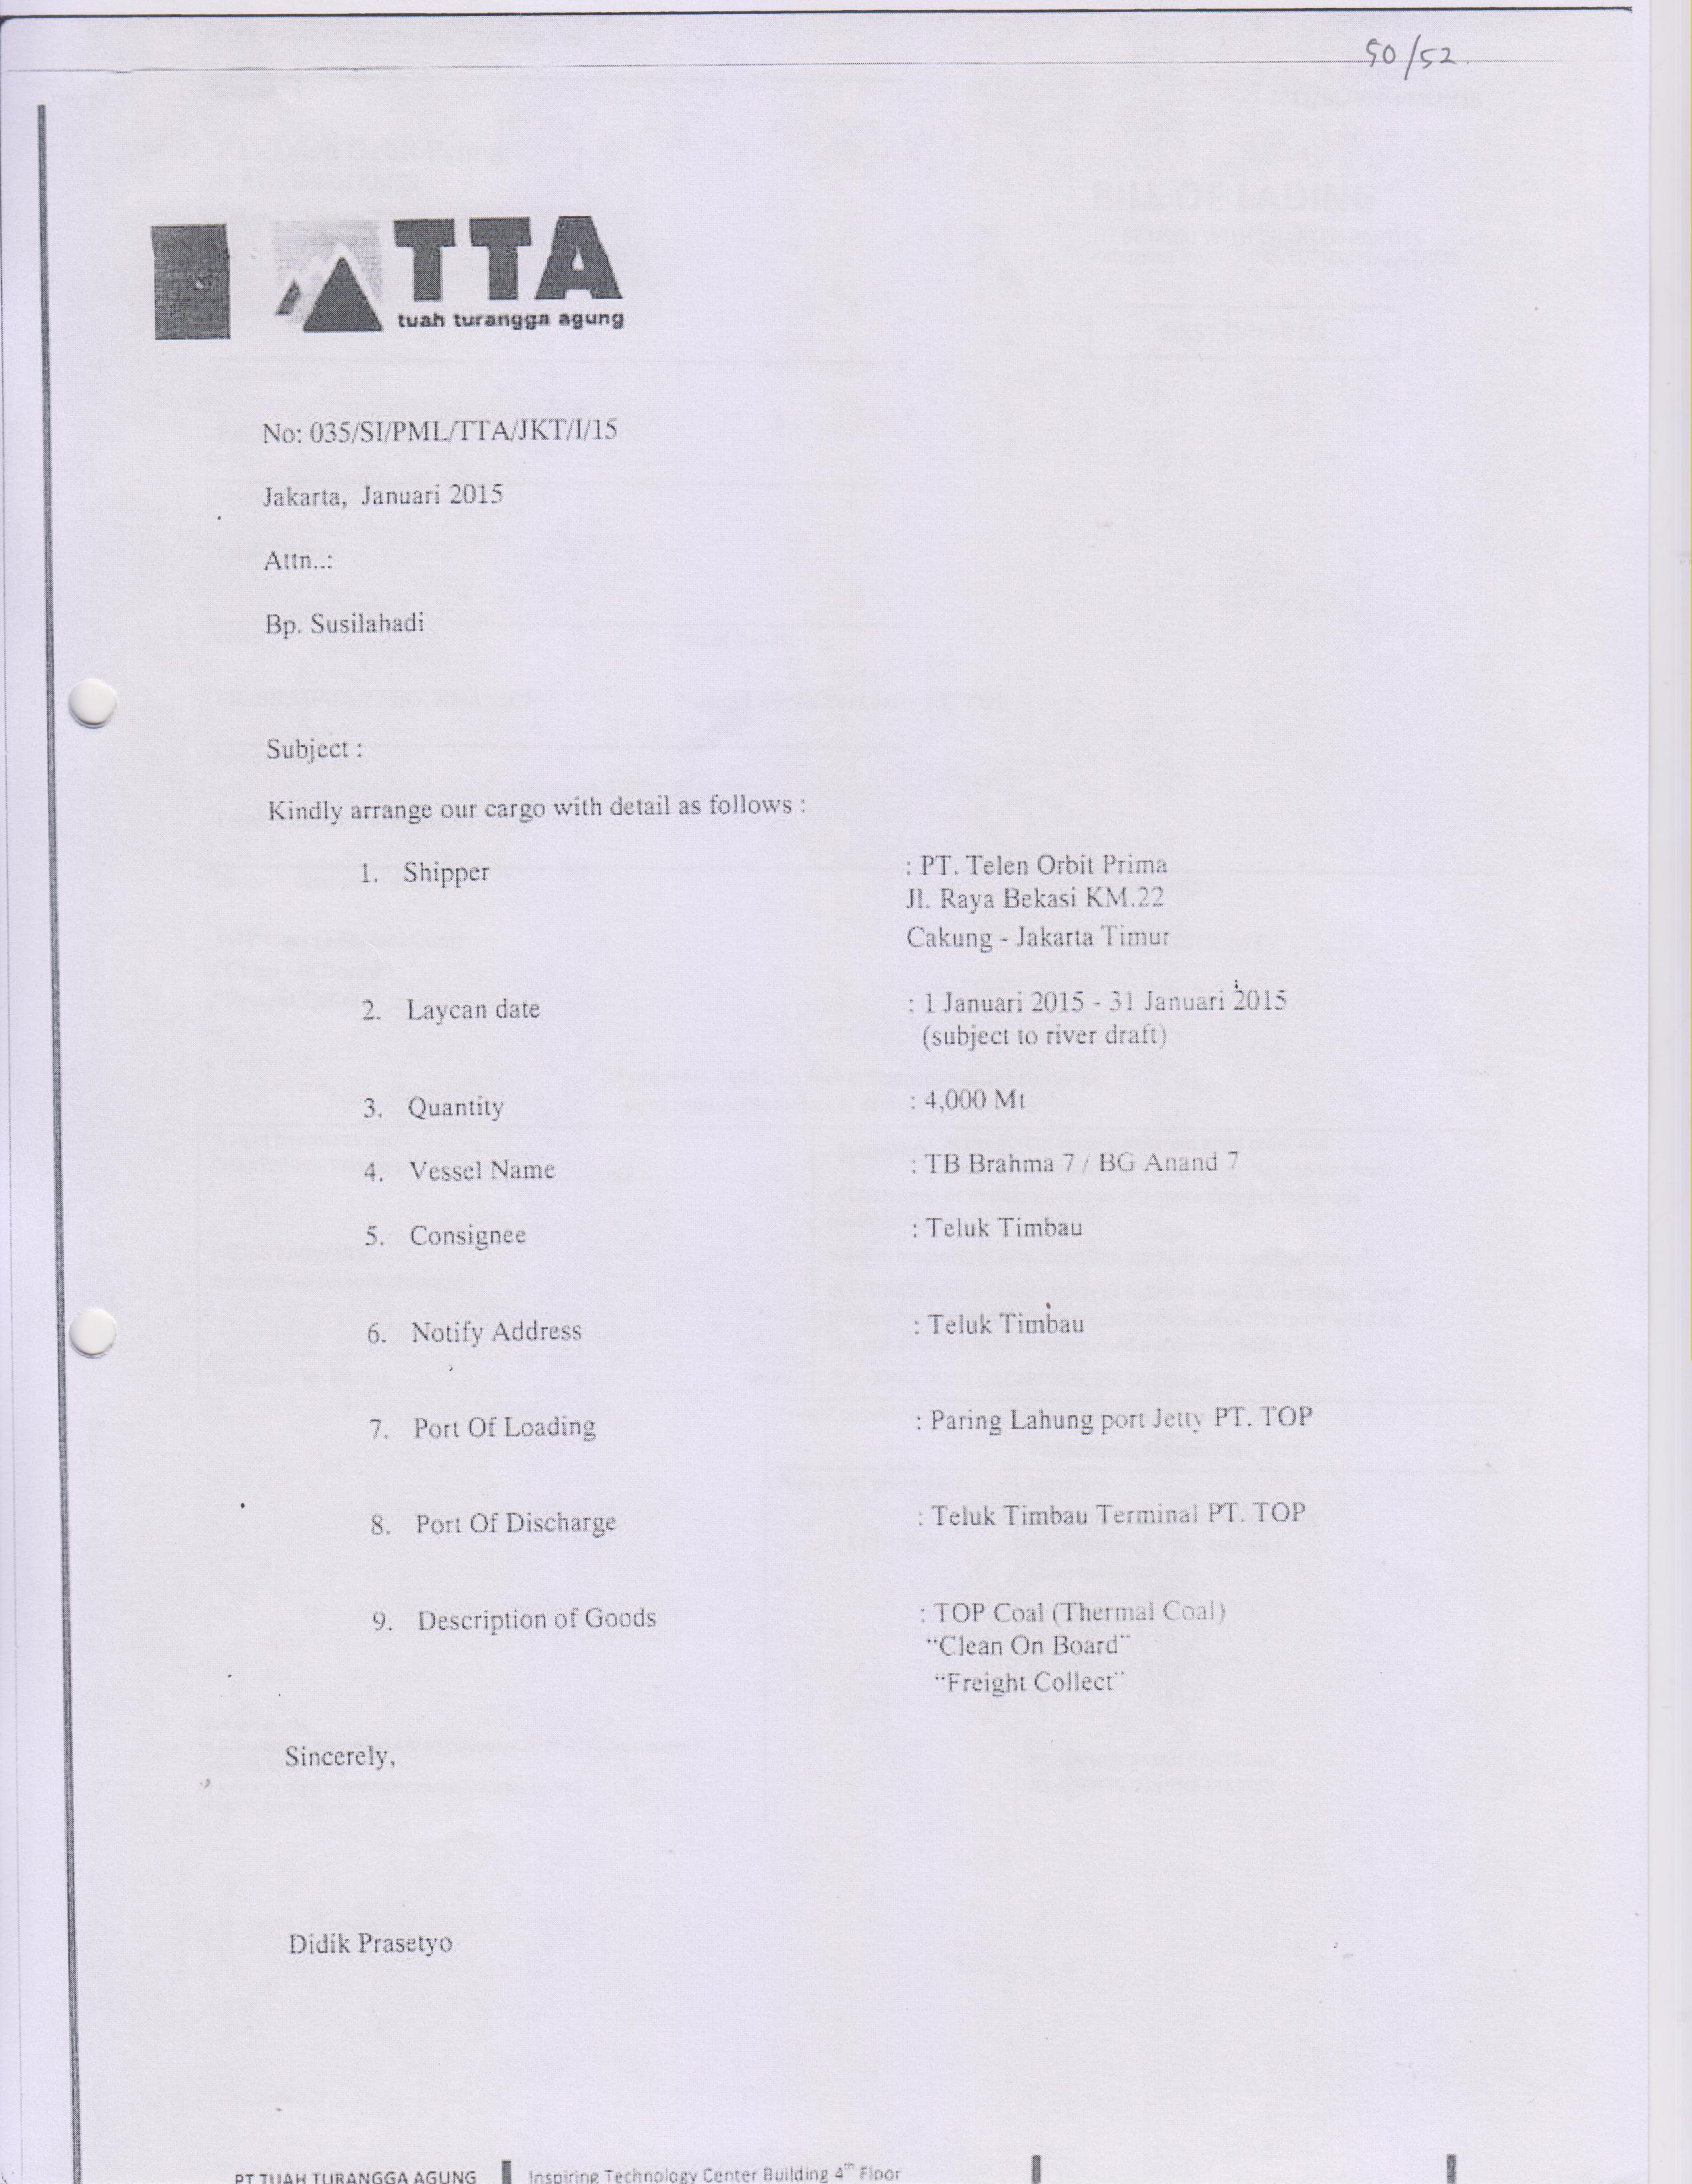 50/52.
TTA
tuah turangga agung
No: 035/SI/PML/TTA/JKT/I/15
Jakarta, Januari 2015
Attn..:
Bp. Susilahadi
Subject :
Kindly arrange our cargo with detail as follows :
1. Shipper : PT. Telen Orbit Prima
Jl. Raya Bekasi KM.22
Cakung - Jakarta Timur
2. Laycan date : 1 Januari 2015 - 31 Januari 2015
(subject to river draft)
3. Quantity : 4,000 Mt
4. Vessel Name : TB Brahma 7 / BG Anand 7
5. Consignee : Teluk Timbau
6. Notify Address : Teluk Timbau
7. Port Of Loading : Paring Lahung port Jetty PT. TOP
8. Port Of Discharge : Teluk Timbau Terminal PT. TOP
9. Description of Goods : TOP Coal (Thermal Coal)
“Clean On Board”
“Freight Collect”
Sincerely,
Didik Prasetyo
PT TUAH TURANGGA AGUNG Inspiring Technology Center Building 4th Floor